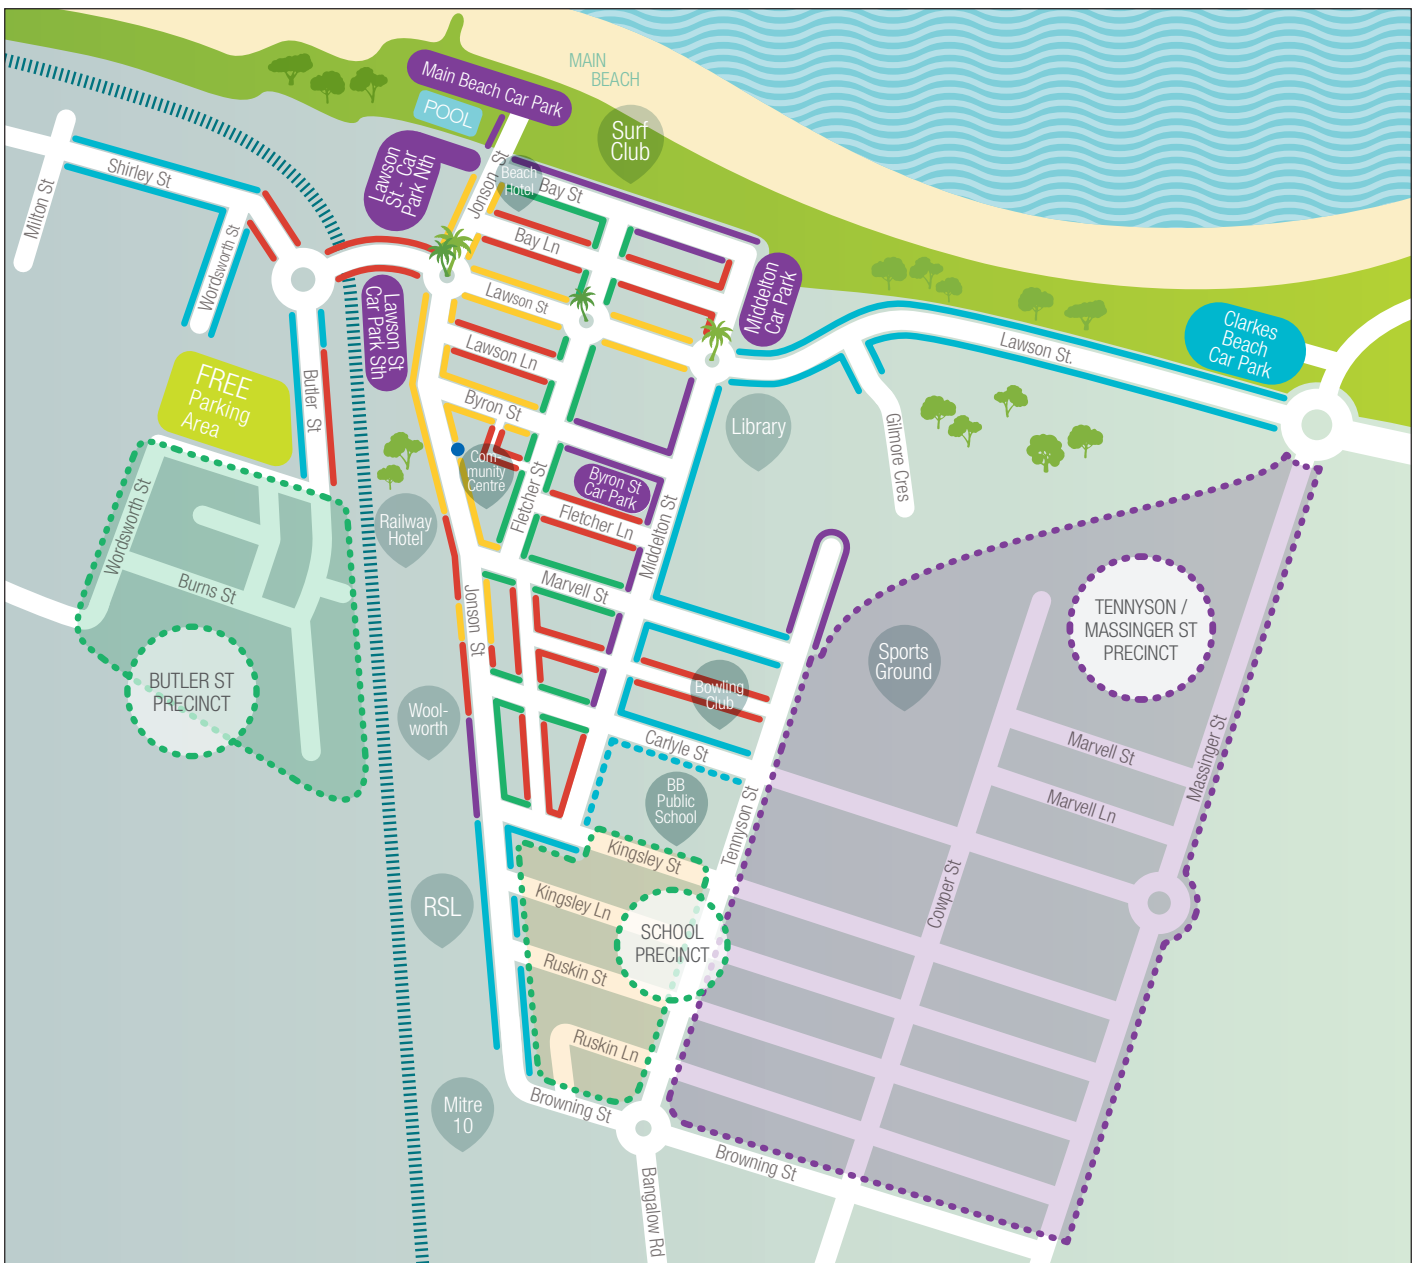 MAIN
BEACH
Main Beach Car Park
POOL
Surf
Club
Lawson
St - Car
Park Nth
Jonson St
Beach
Hotel
Bay St
Bay Ln
Shirley St
Milton St
Wordsworth St
Lawson St
Middelton
Car Park
Lawson St
Car Park Sth
Clarkes
Beach
Car Park
Lawson St.
Lawson Ln
FREE
Parking
Area
Butler St
Byron St
Library
Gilmore Cres
Com
munity
Centre
Byron St
Car Park
Fletcher St
Fletcher Ln
Middelton St
Railway
Hotel
Wordsworth St
Burns St
Marvell St
Jonson St
TENNYSON /
MASSINGER ST
PRECINCT
Sports
Ground
BUTLER ST
PRECINCT
Bowling
Club
Wool-
worth
Carlyle St
Marvell St
Massinger St
Marvell Ln
BB
Public
School
Tennyson St
Kingsley St
Kingsley Ln
Cowper St
RSL
SCHOOL
PRECINCT
Ruskin St
Ruskin Ln
Mitre
10
Browning St
Browning St
Bangalow Rd